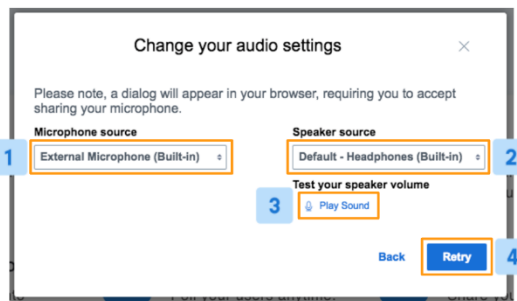 Change your audio settings
Please note, a dialog will appear in your browser, requiring you to accept
sharing your microphone.
Microphone source
Speaker source
1
External Microphone (Built-in)
Default - Headphones (Built-in)
2
Test your speaker volume
3
Play Sound
Back
Retry
4